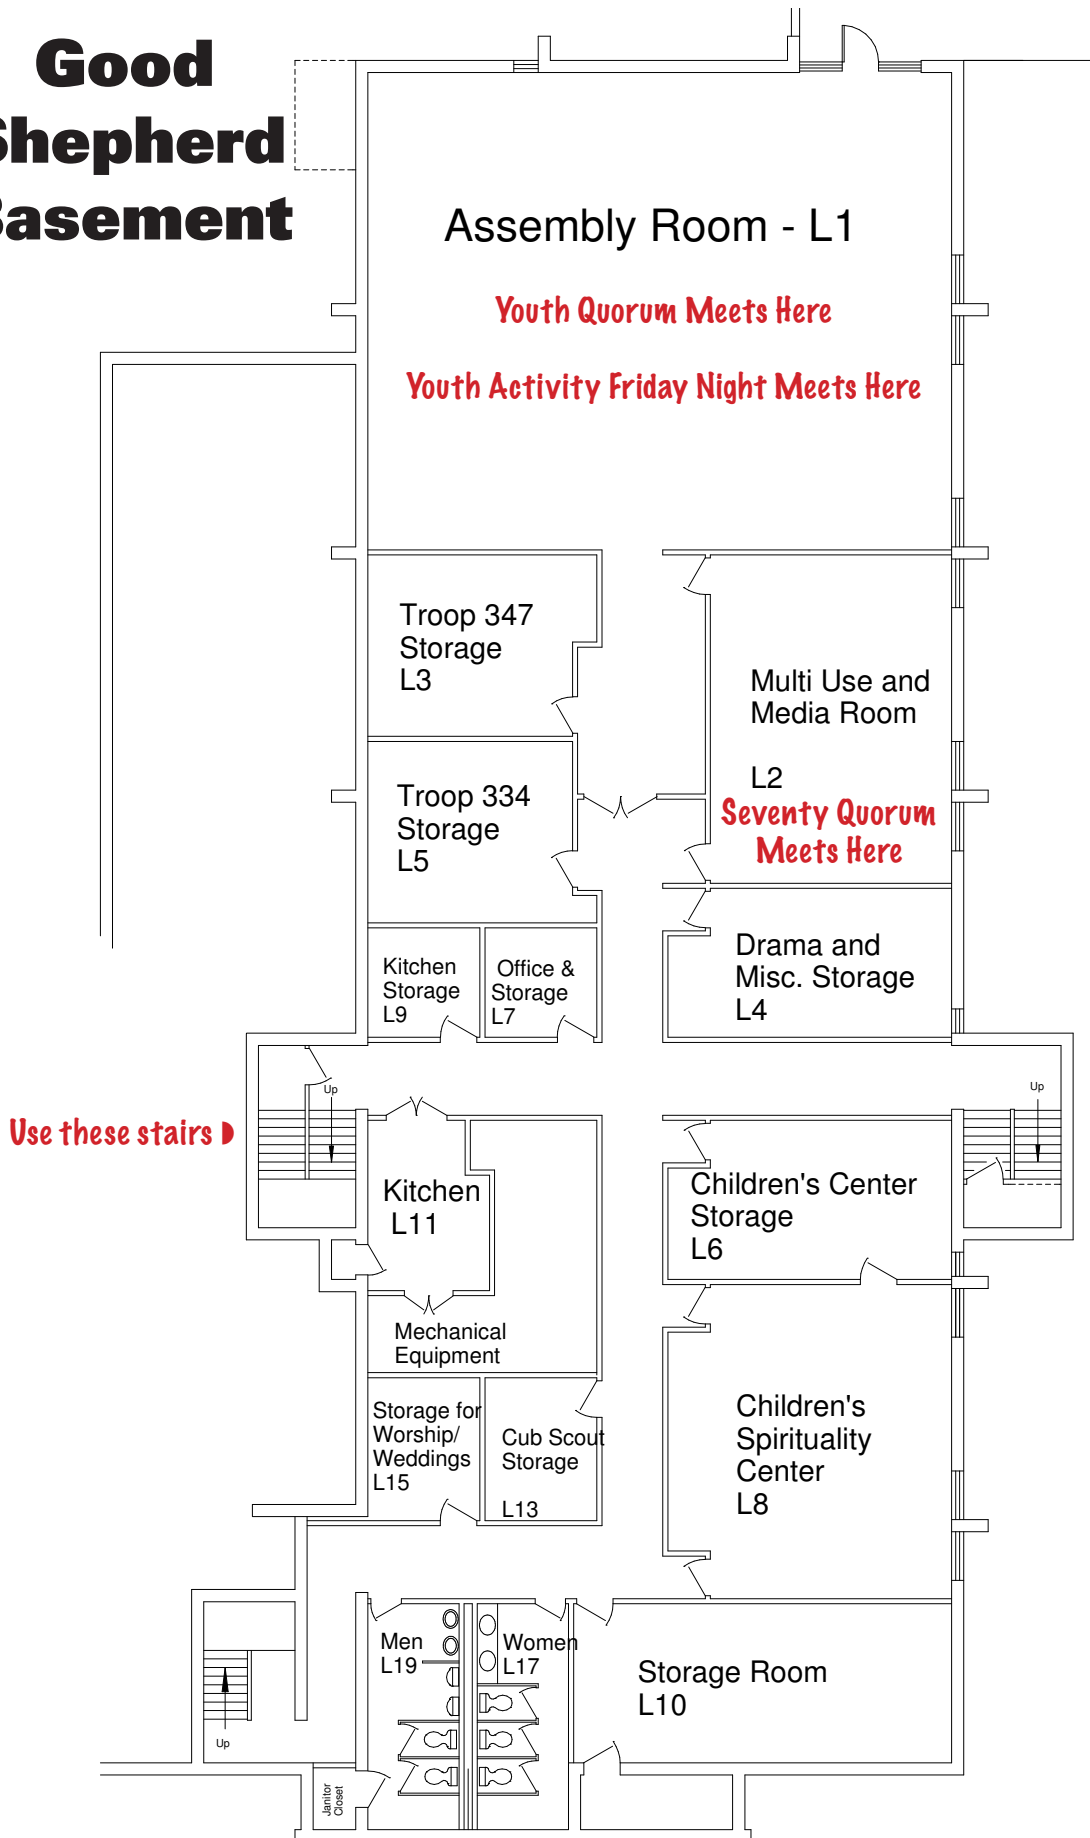 Good
Shepherd
Basement
Assembly Room - L1
Youth Quorum Meets Here
Youth Activity Friday Night Meets Here
Troop 347
Storage
L3
Multi Use and
Media Room
L2
Seventy Quorum
Meets Here
Troop 334
Storage
L5
Drama and
Misc. Storage
L4
Kitchen
Storage
L9
Office &
Storage
L7
Up
Up
Use these stairs
Kitchen
L11
Children's Center
Storage
L6
Mechanical
Equipment
Storage for
Worship/
Weddings
L15
Cub Scout
Storage
L13
Children's
Spirituality
Center
L8
Men
L19
Women
L17
Storage Room
L10
Up
Janitor
Closet